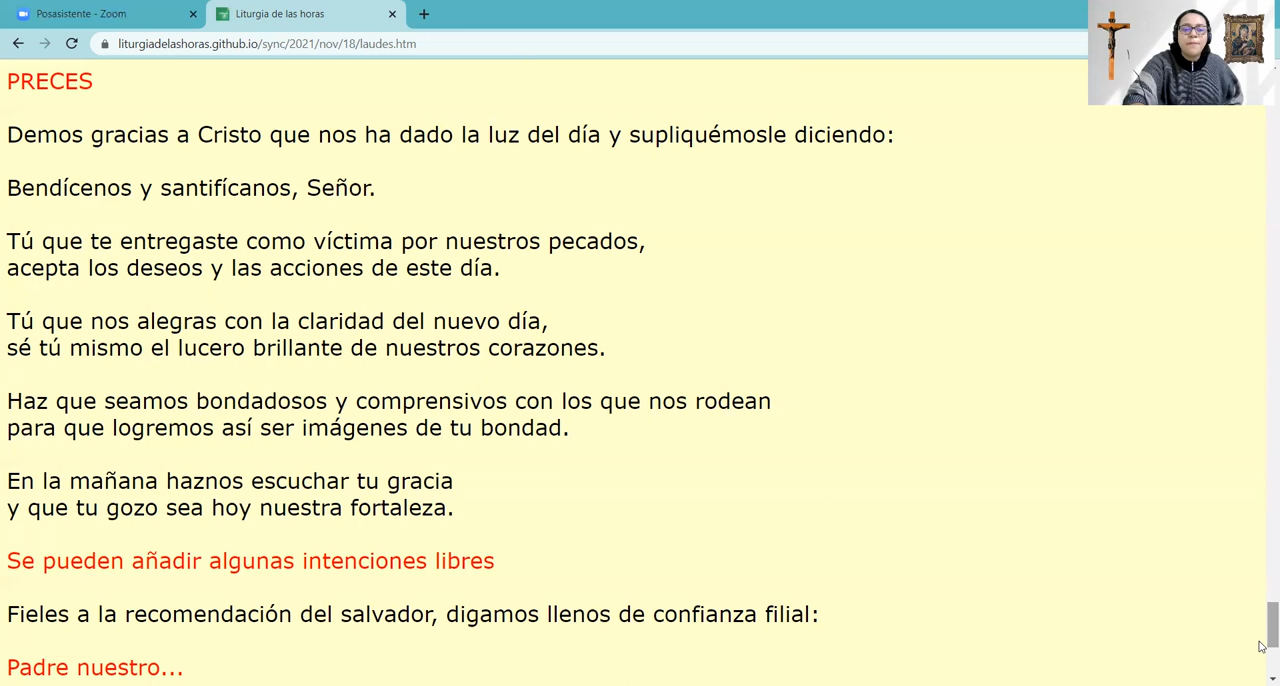 Posasistente - Zoom
Liturgia de las horas
liturgiadelashoras.github.io/sync/2021/nov/18/laudes.htm
PRECES
Demos gracias a Cristo que nos ha dado la luz del día y supliquémosle diciendo:
Bendícenos y santifícanos, Señor.
Tú que te entregaste como víctima por nuestros pecados,
acepta los deseos y las acciones de este día.
Tú que nos alegras con la claridad del nuevo día,
sé tú mismo el lucero brillante de nuestros corazones.
Haz que seamos bondadosos y comprensivos con los que nos rodean
para que logremos así ser imágenes de tu bondad.
En la mañana haznos escuchar tu gracia
y que tu gozo sea hoy nuestra fortaleza.
Se pueden añadir algunas intenciones libres
Fieles a la recomendación del salvador, digamos llenos de confianza filial:
Padre nuestro...